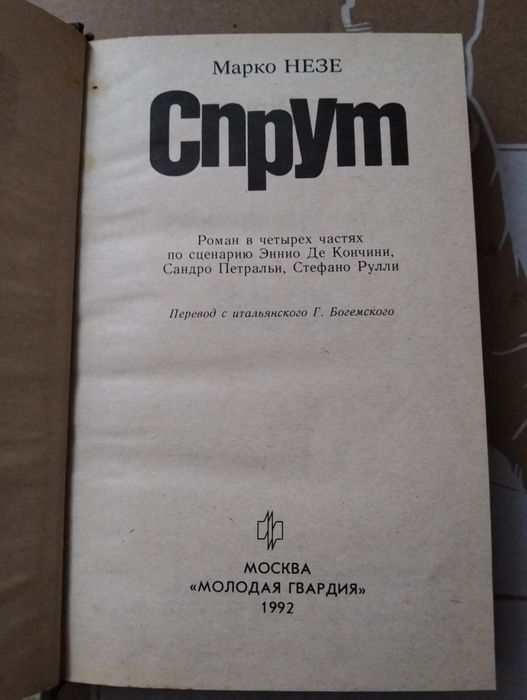 Марко НЕЗЕ
Спрут
Роман в четырех частях
по сценарию Эннио Де Кончини,
Сандро Петральи, Стефано Рулли
Перевод с итальянского Г. Богемского
МОСКВА
«МОЛОДАЯ ГВАРДИЯ»
1992